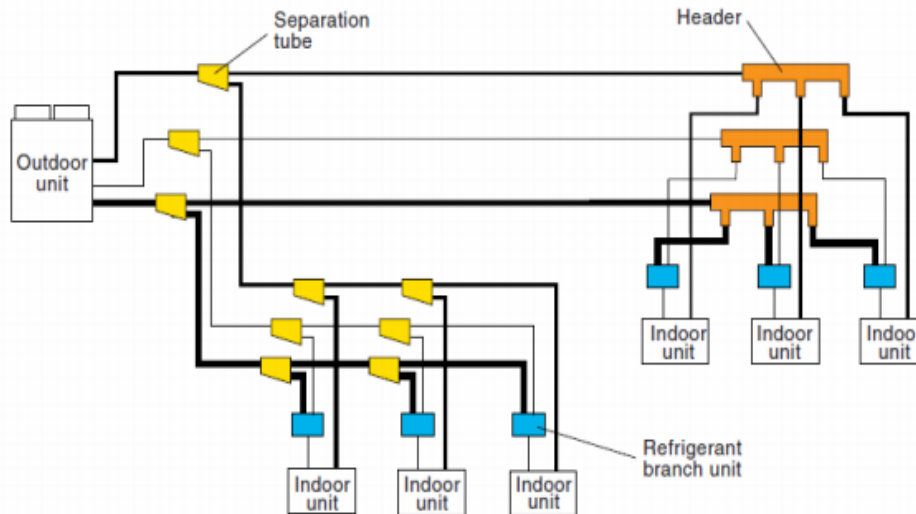 Separation
tube
Header
Outdoor
unit
Indoor
unit
Indoor
unit
Indoor
unit
Refrigerant
branch unit
Indoor
unit
Indoor
unit
Indoor
unit